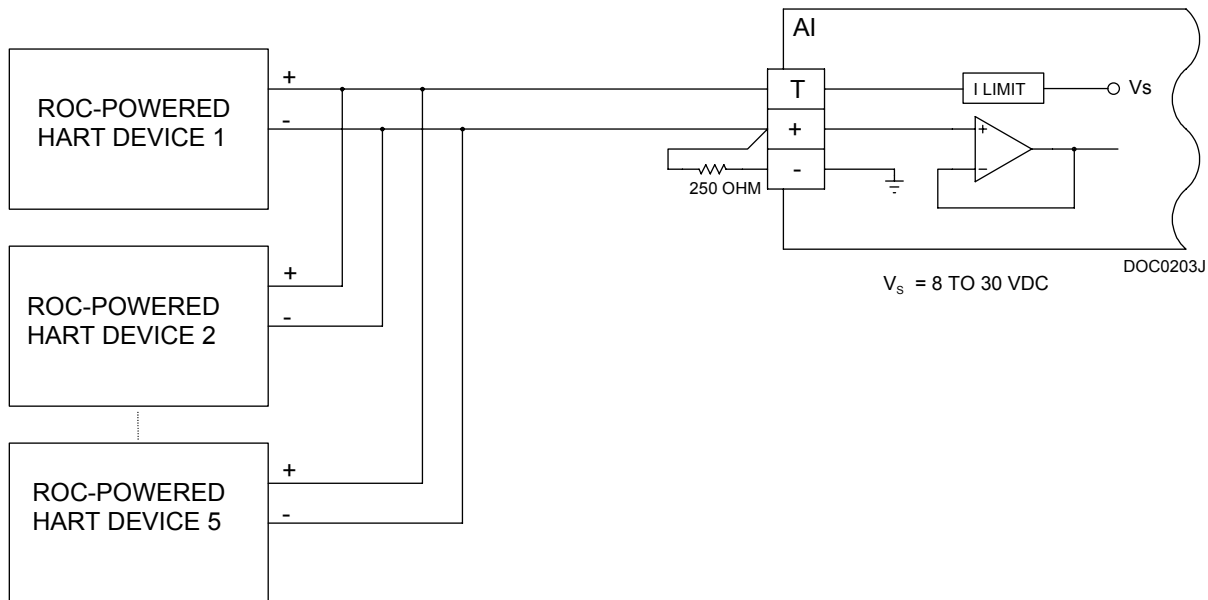 AI
ROC-POWERED
HART DEVICE 1
+
-
T
+
-
250 OHM
I LIMIT
Vs
+
-
DOC0203J
VS = 8 TO 30 VDC
ROC-POWERED
HART DEVICE 2
+
-
ROC-POWERED
HART DEVICE 5
+
-